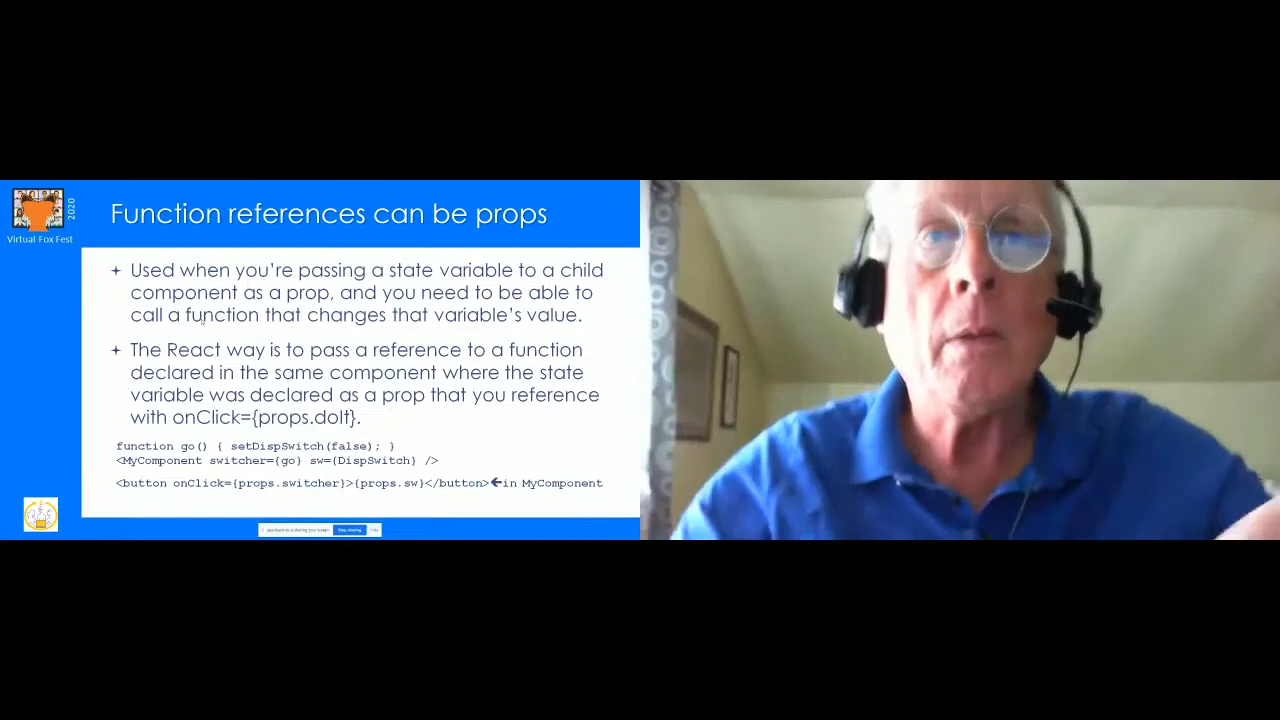 2020
Virtual Fox Fest
Function references can be props
Used when you're passing a state variable to a child
component as a prop, and you need to be able to
call a function that changes that variable's value.
The React way is to pass a reference to a function
declared in the same component where the state
variable was declared as a prop that you reference
with onClick={props.doIt}.
function go() { setDispSwitch(false); }
<MyComponent switcher={go} sw={DispSwitch} />
<button onClick={props.switcher}>{props.sw}</button>🡸in MyComponent
Stop sharing
Hide